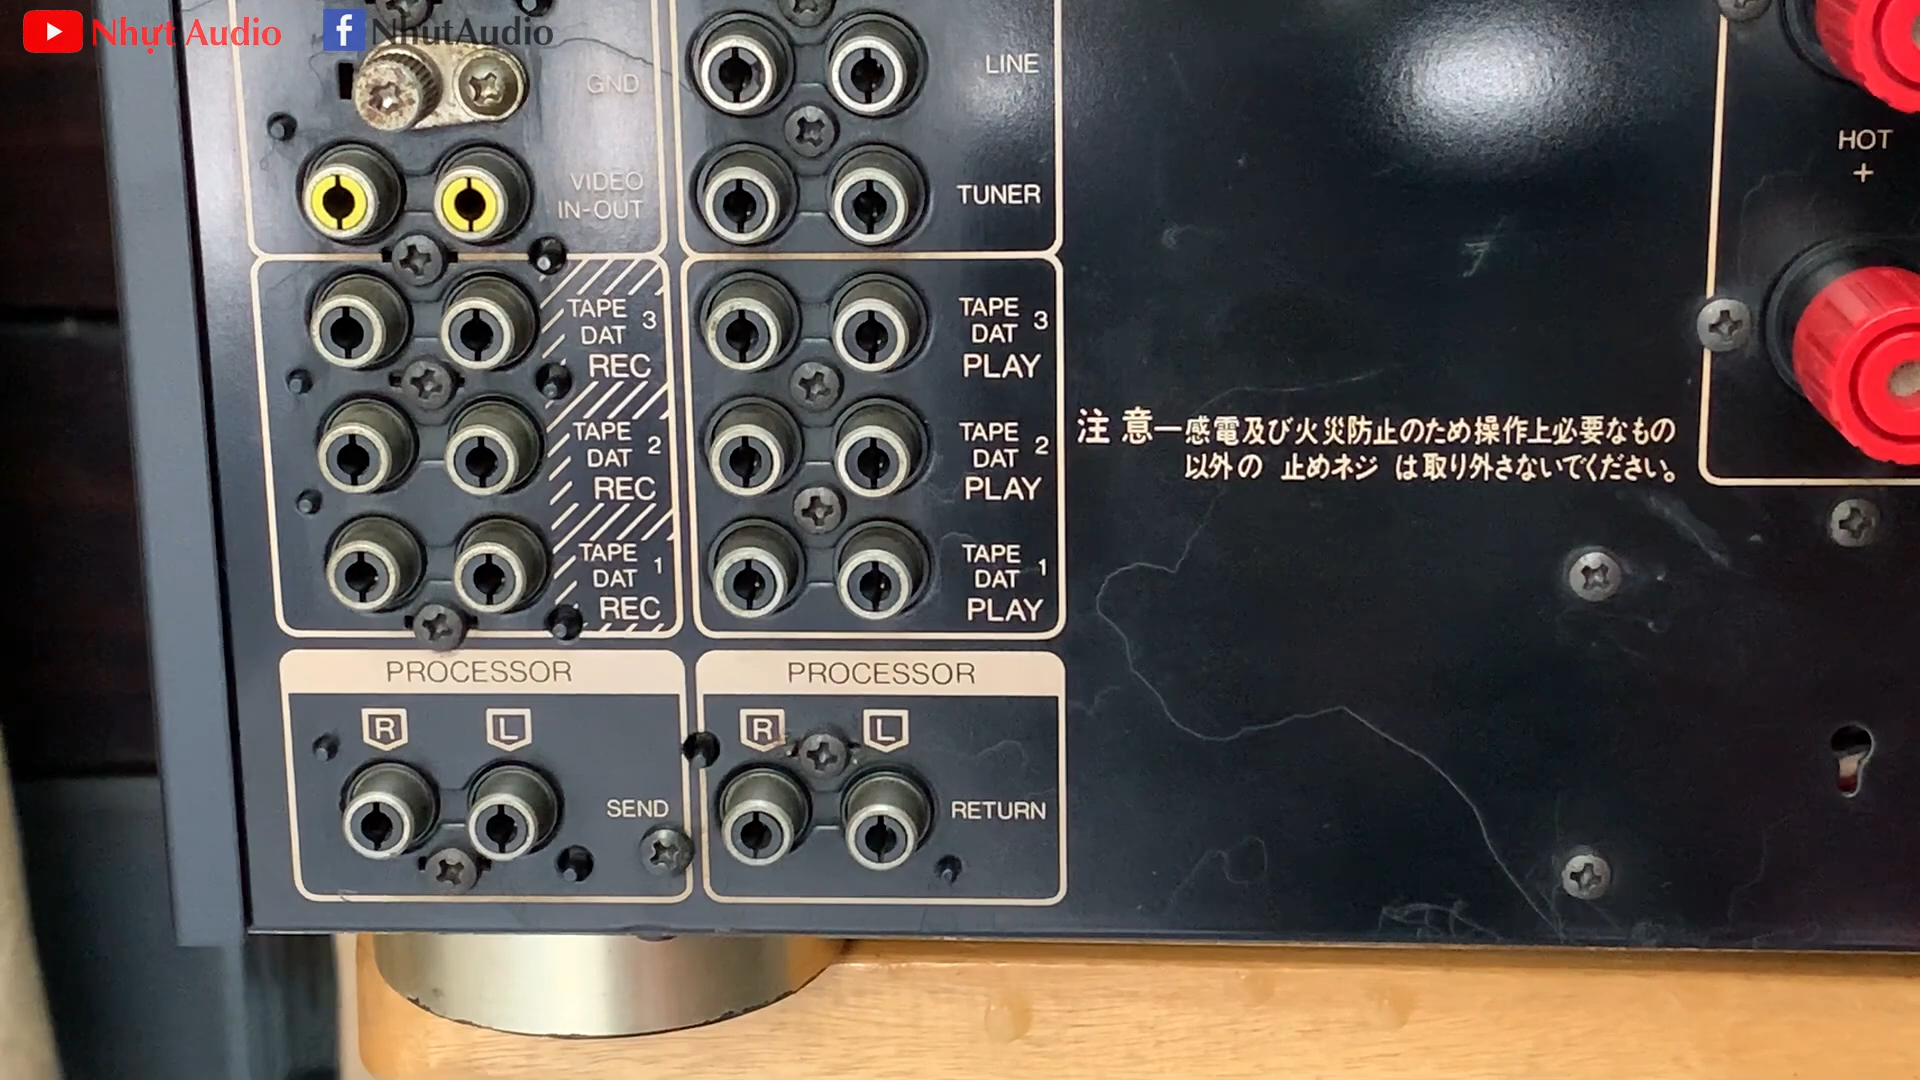 Nhựt Audio
NhutAudio
GND
VIDEO
IN-OUT
LINE
TUNER
TAPE
DAT 3
REC
TAPE
DAT 2
REC
TAPE
DAT 1
REC
TAPE
DAT 3
PLAY
TAPE
DAT 2
PLAY
TAPE
DAT 1
PLAY
PROCESSOR
R L
SEND
PROCESSOR
R L
RETURN
注 意—感電及び火災防止のため操作上必要なもの
以外の 止めネジ は取り外さないでください。
HOT
+